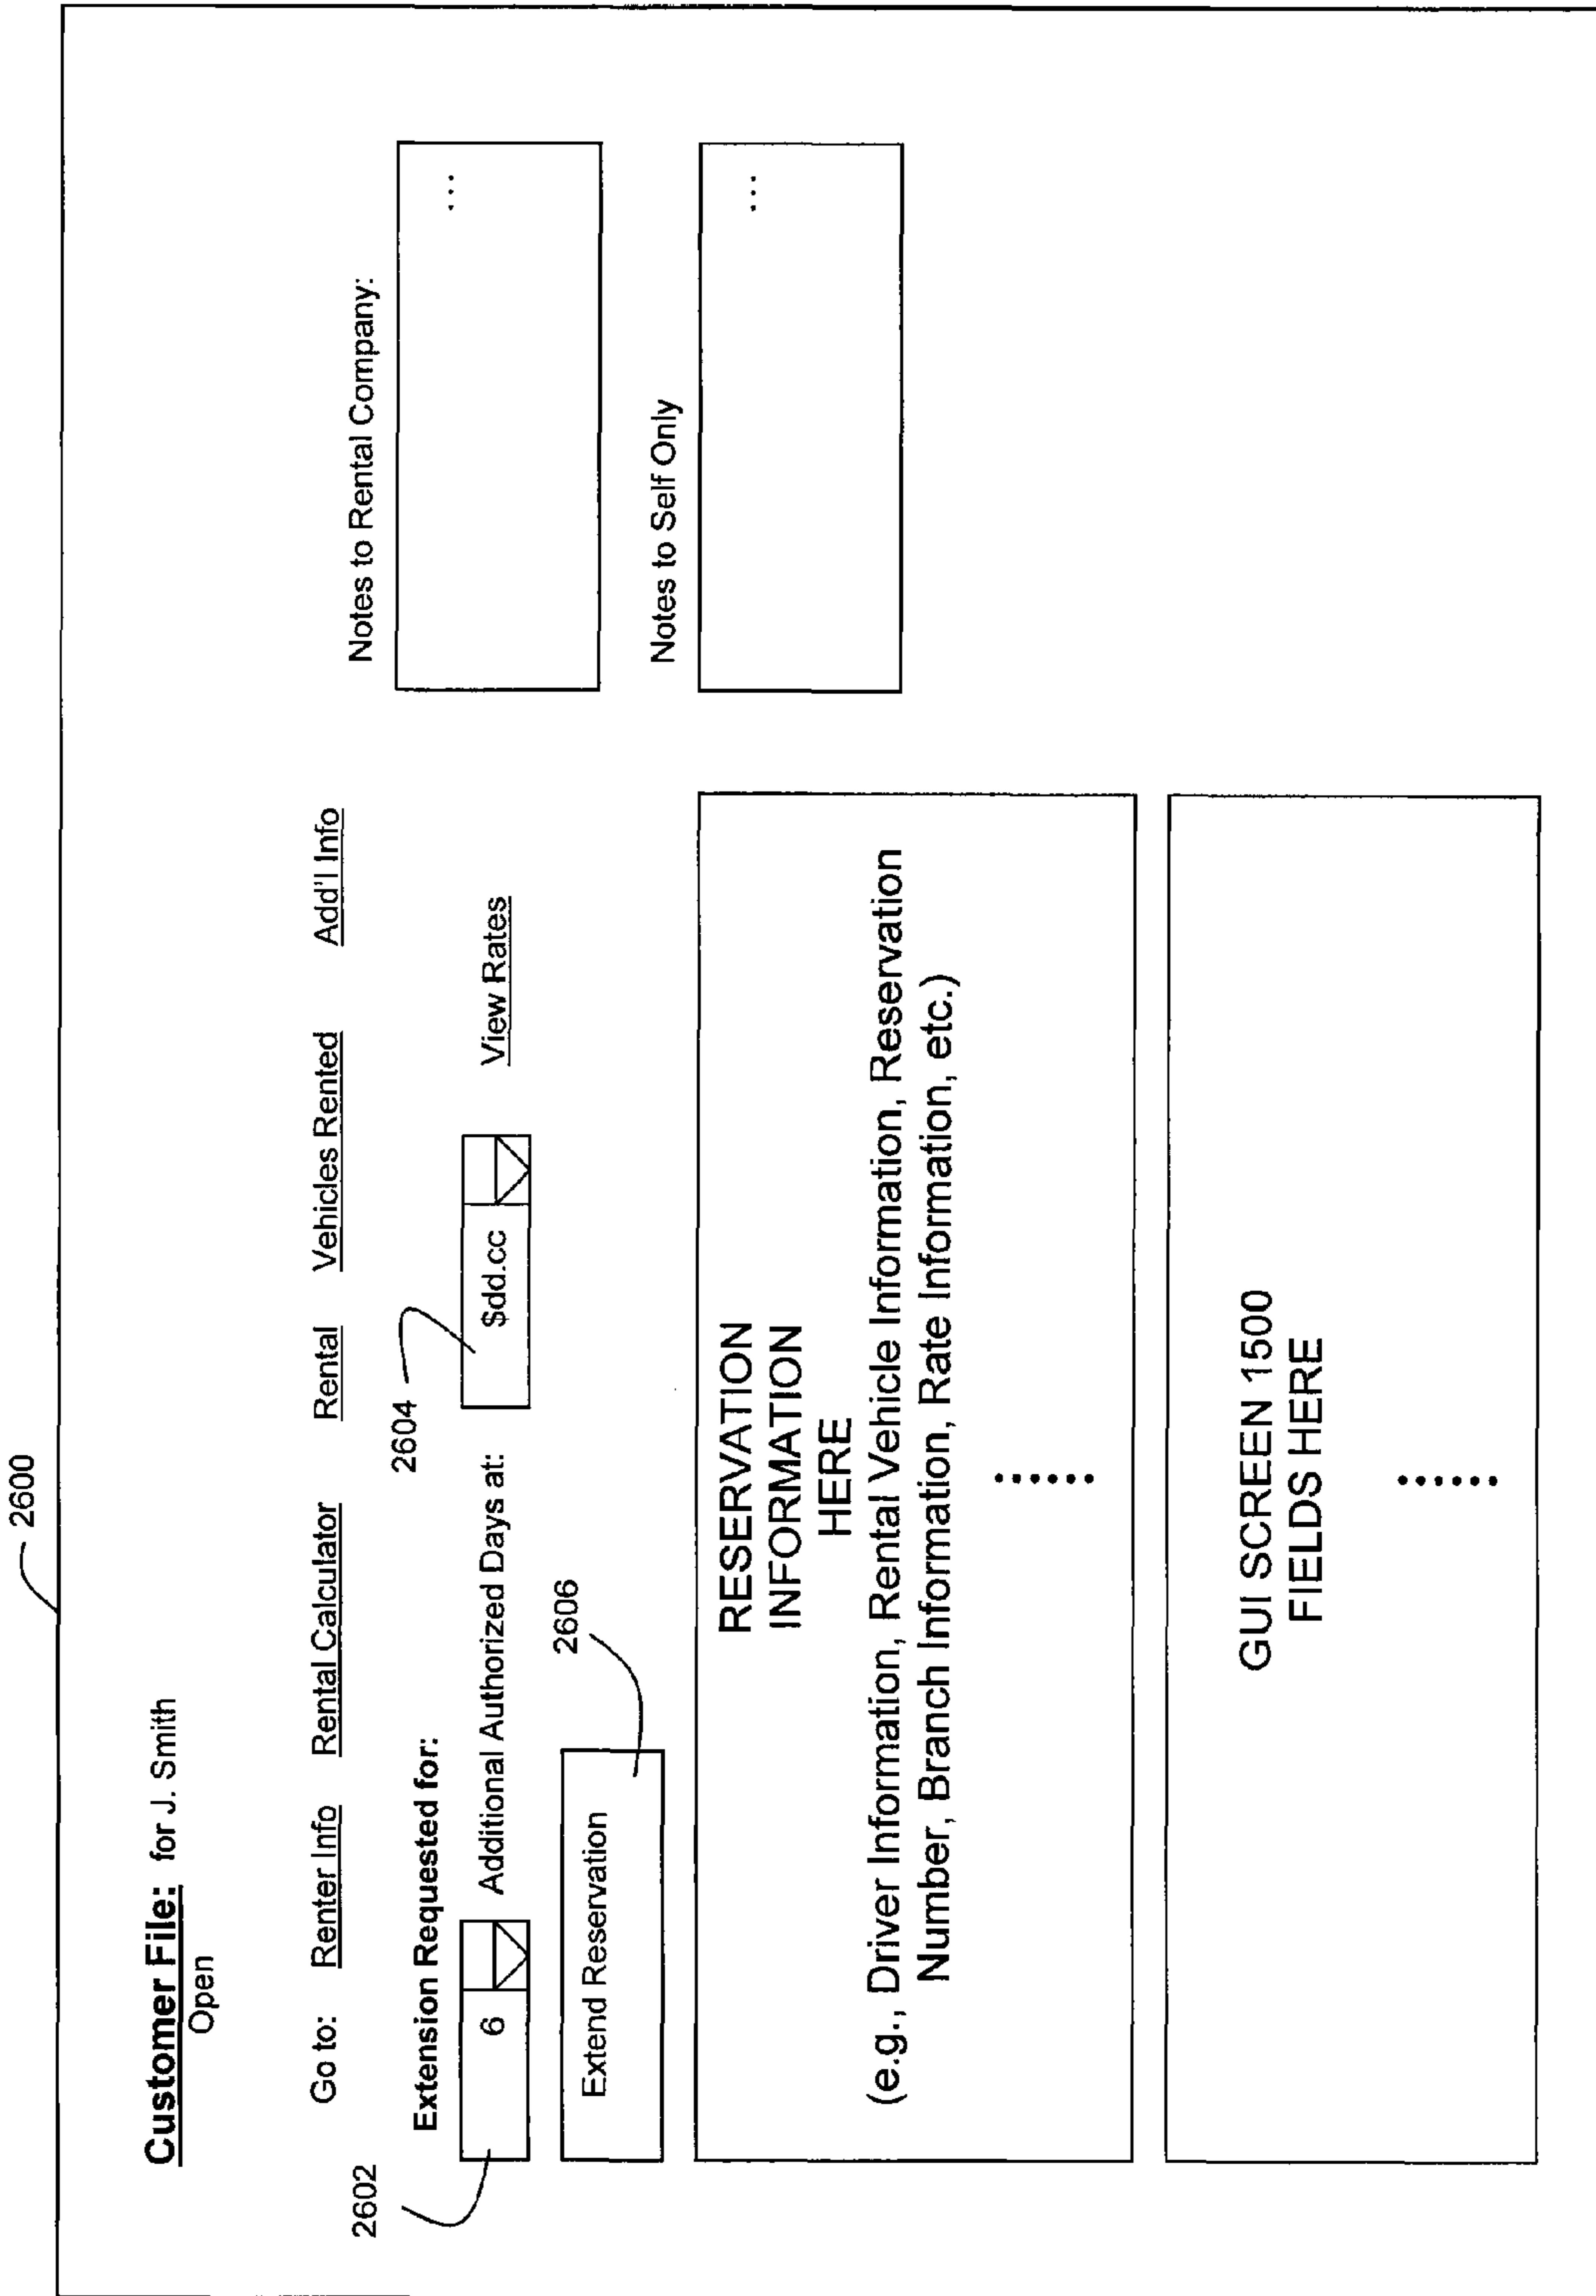 2600
Customer File: for J. Smith
Open
Go to: Renter Info Rental Calculator Rental Vehicles Rented Add'l Info
Notes to Rental Company:
...
2602
Extension Requested for:
2604
6 Additional Authorized Days at: $dd.cc View Rates
Extend Reservation
2606
Notes to Self Only
...
RESERVATION
INFORMATION
HERE
(e.g., Driver Information, Rental Vehicle Information, Reservation
Number, Branch Information, Rate Information, etc.)
......
GUI SCREEN 1500
FIELDS HERE
......